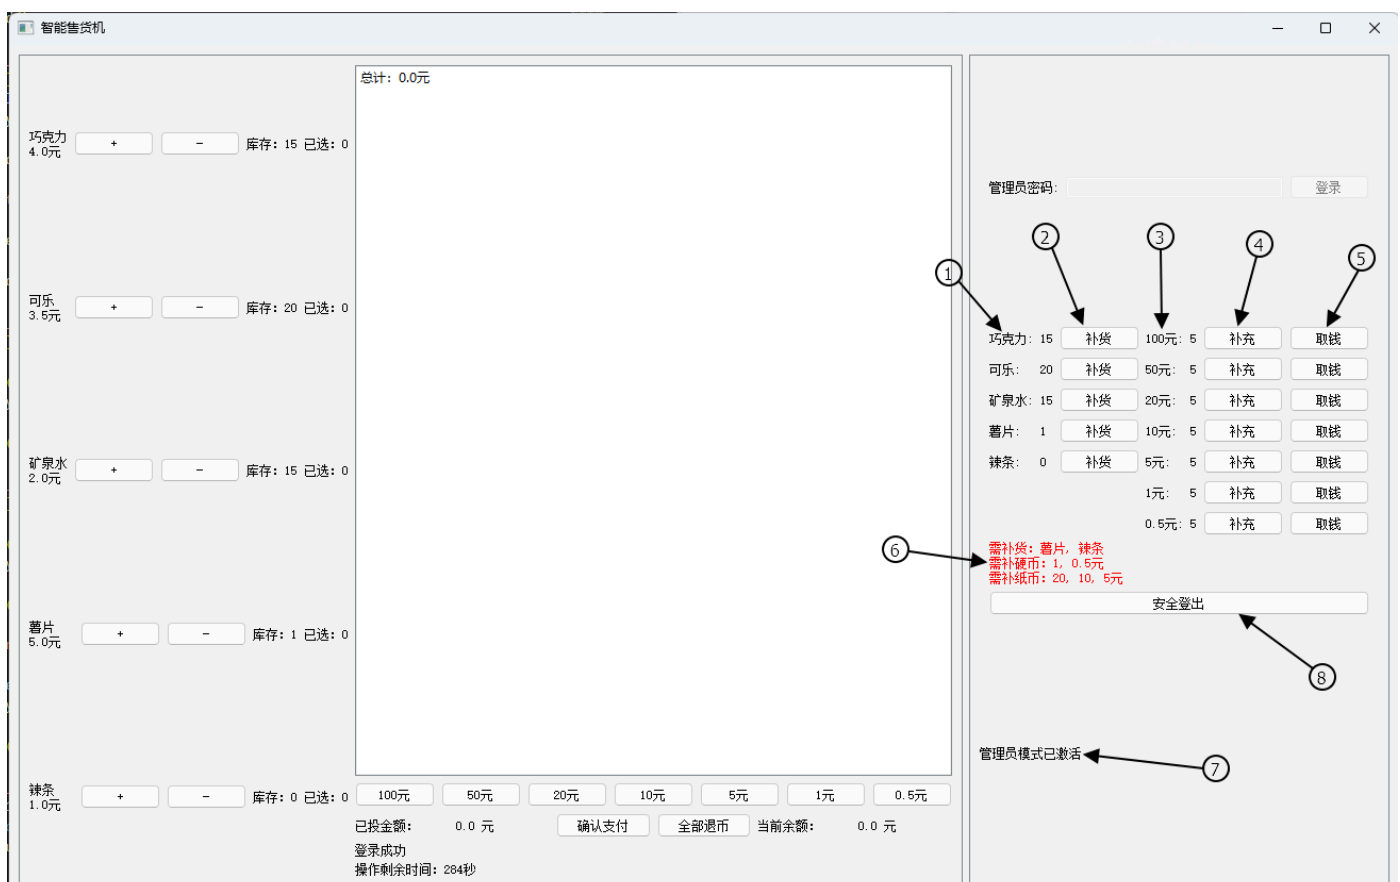 智能售货机
总计: 0.0元
巧克力
4.0元
+
-
库存: 15 已选: 0
可乐
3.5元
+
-
库存: 20 已选: 0
矿泉水
2.0元
+
-
库存: 15 已选: 0
薯片
5.0元
+
-
库存: 1 已选: 0
辣条
1.0元
+
-
库存: 0 已选: 0
100元 50元 20元 10元 5元 1元 0.5元
已投金额: 0.0 元 确认支付 全部退币 当前余额: 0.0 元
登录成功
操作剩余时间: 284秒
管理员密码: 登录
1 2 3 4 5
巧克力: 15 补货 100元: 5 补充 取钱
可乐: 20 补货 50元: 5 补充 取钱
矿泉水: 15 补货 20元: 5 补充 取钱
薯片: 1 补货 10元: 5 补充 取钱
辣条: 0 补货 5元: 5 补充 取钱
1元: 5 补充 取钱
0.5元: 5 补充 取钱
6
需补货: 薯片, 辣条
需补硬币: 1, 0.5元
需补纸币: 20, 10, 5元
安全登出
8
管理员模式已激活
7